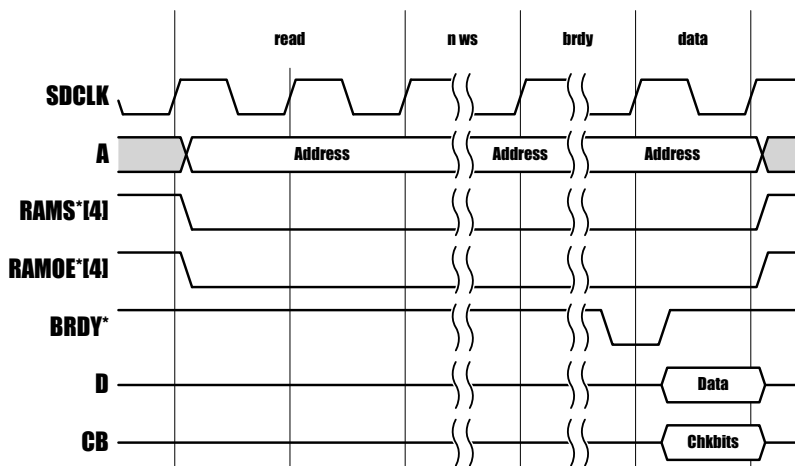 read n ws brdy data
SDCLK
A Address Address Address
RAMS*[4]
RAMOE*[4]
BRDY*
D Data
CB Chkbits